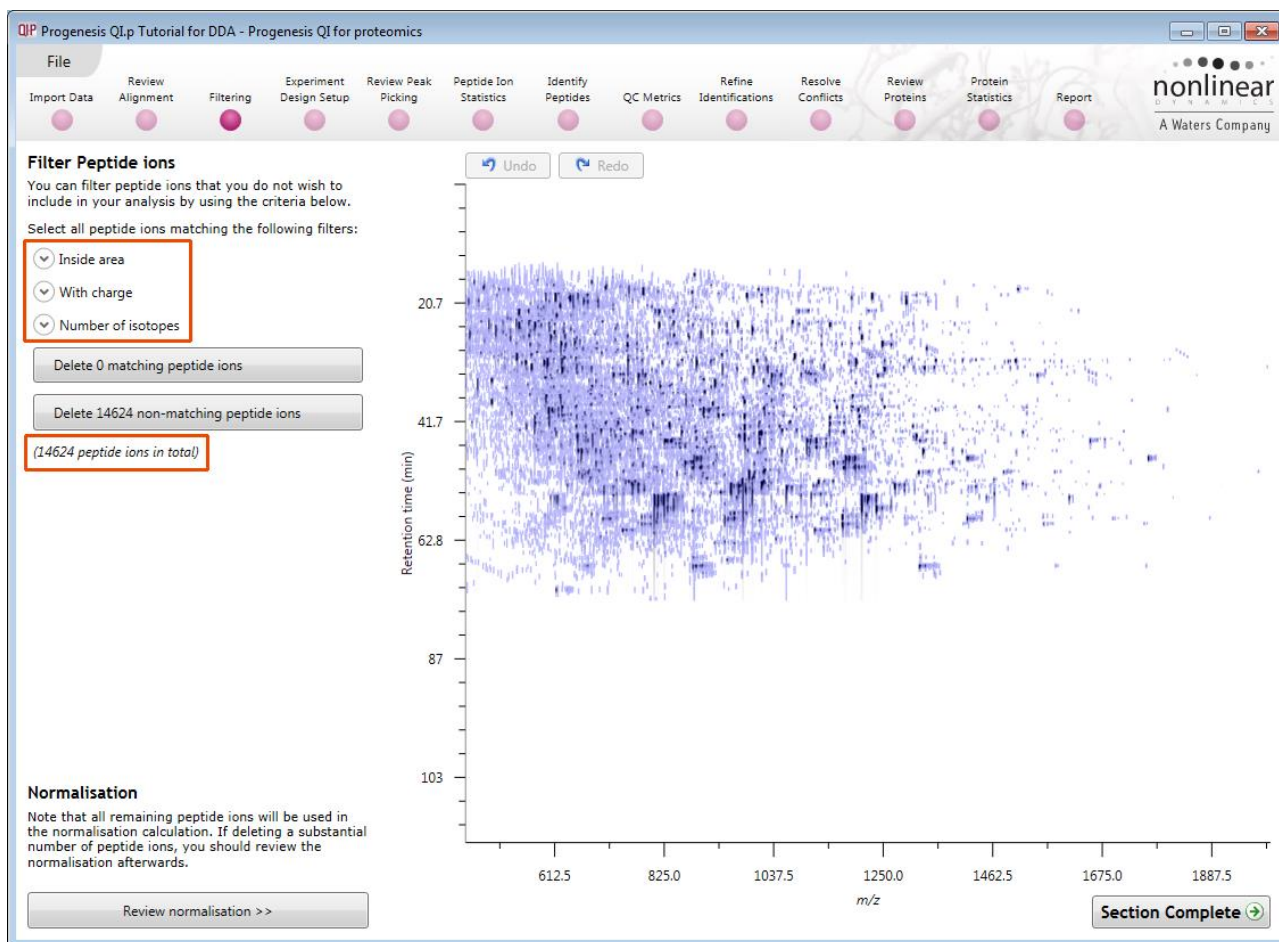 QIP Progenesis QI.p Tutorial for DDA - Progenesis QI for proteomics
File
Import Data
Review
Alignment
Filtering
Experiment
Design Setup
Review Peak
Picking
Peptide Ion
Statistics
Identify
Peptides
QC Metrics
Refine
Identifications
Resolve
Conflicts
Review
Proteins
Protein
Statistics
Report
nonlinear
DYNAMICS
A Waters Company
Filter Peptide ions
You can filter peptide ions that you do not wish to
include in your analysis by using the criteria below.
Select all peptide ions matching the following filters:
Inside area
With charge
Number of isotopes
Delete 0 matching peptide ions
Delete 14624 non-matching peptide ions
(14624 peptide ions in total)
Normalisation
Note that all remaining peptide ions will be used in
the normalisation calculation. If deleting a substantial
number of peptide ions, you should review the
normalisation afterwards.
Review normalisation >>
Undo
Redo
Retention time (min)
20.7
41.7
62.8
87
103
612.5
825.0
1037.5
1250.0
1462.5
1675.0
1887.5
m/z
Section Complete